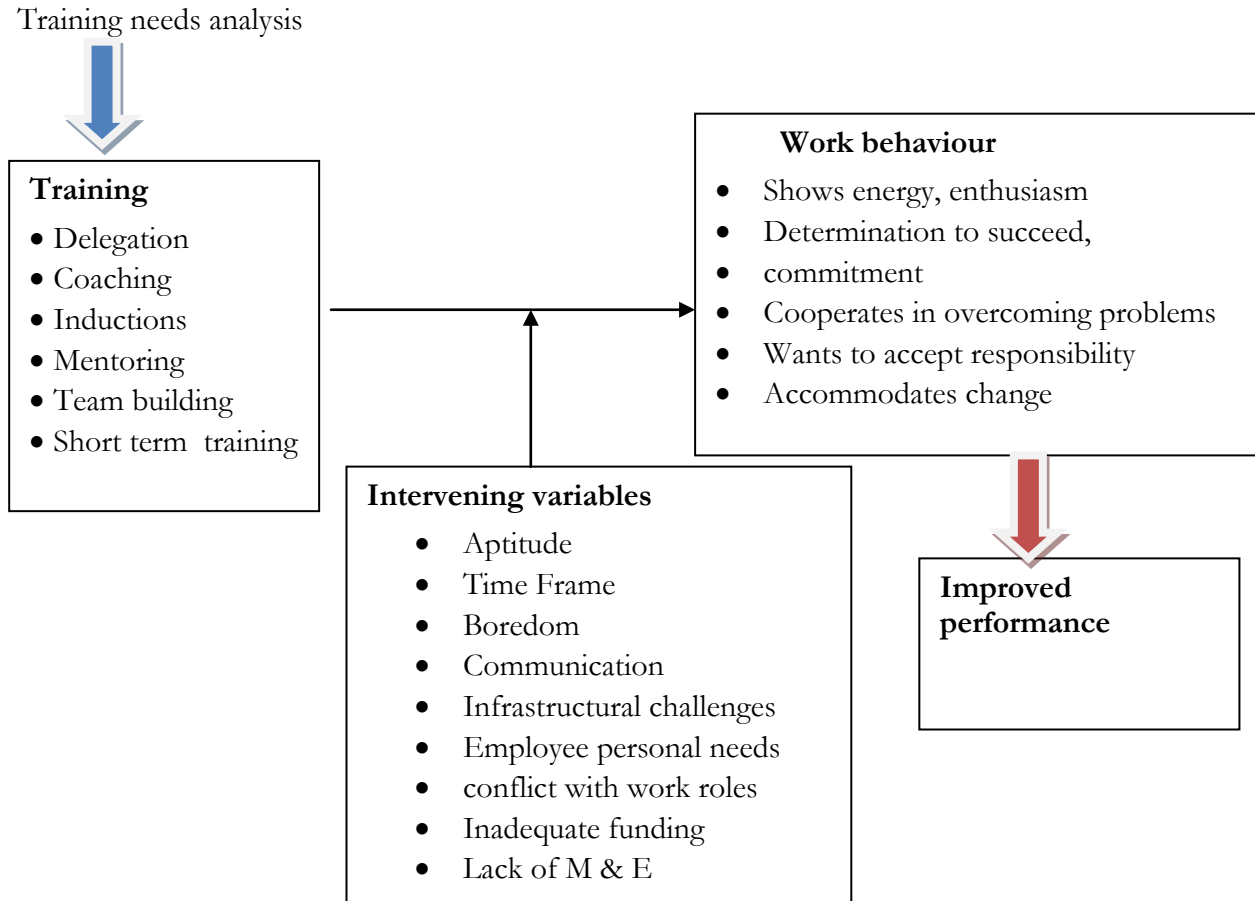 Training needs analysis
Training
• Delegation
• Coaching
• Inductions
• Mentoring
• Team building
• Short term training
Work behaviour
• Shows energy, enthusiasm
• Determination to succeed,
• commitment
• Cooperates in overcoming problems
• Wants to accept responsibility
• Accommodates change
Intervening variables
• Aptitude
• Time Frame
• Boredom
• Communication
• Infrastructural challenges
• Employee personal needs
• conflict with work roles
• Inadequate funding
• Lack of M & E
Improved
performance